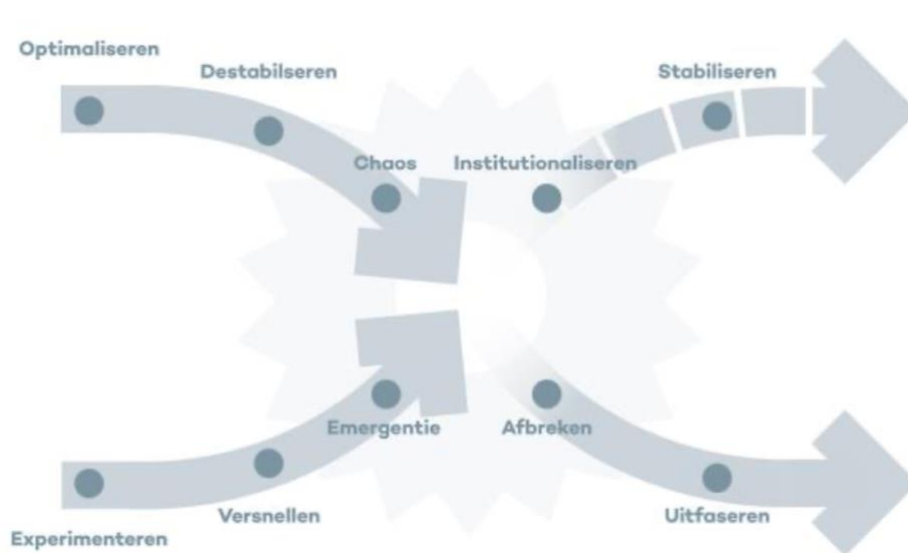 Optimaliseren
Destabilseren
Stabiliseren
Chaos
Institutionaliseren
Emergentie
Afbreken
Versnellen
Uitfaseren
Experimenteren